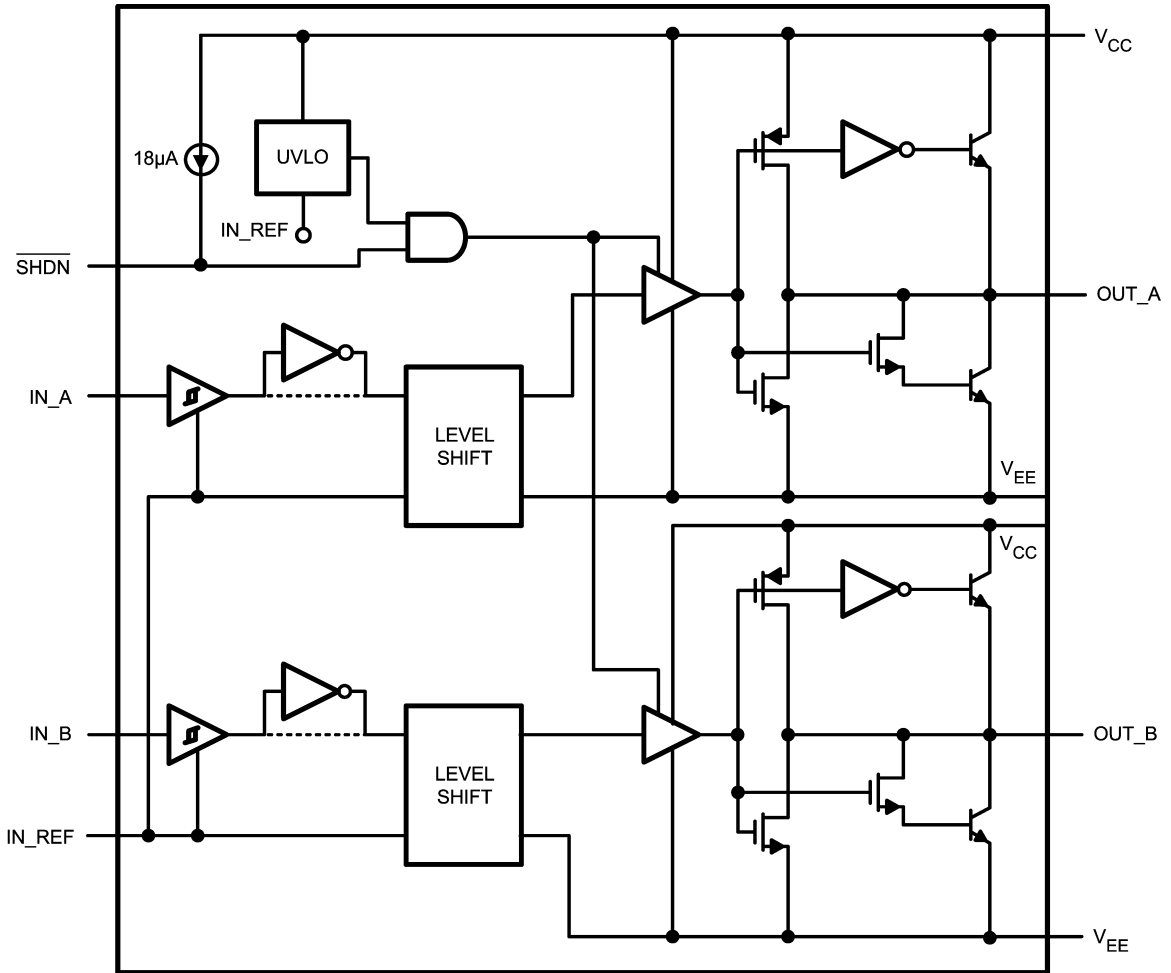 V_CC
18µA
UVLO
IN_REF
SHDN
OUT_A
IN_A
LEVEL
SHIFT
V_EE
V_CC
IN_B
OUT_B
LEVEL
SHIFT
IN_REF
V_EE